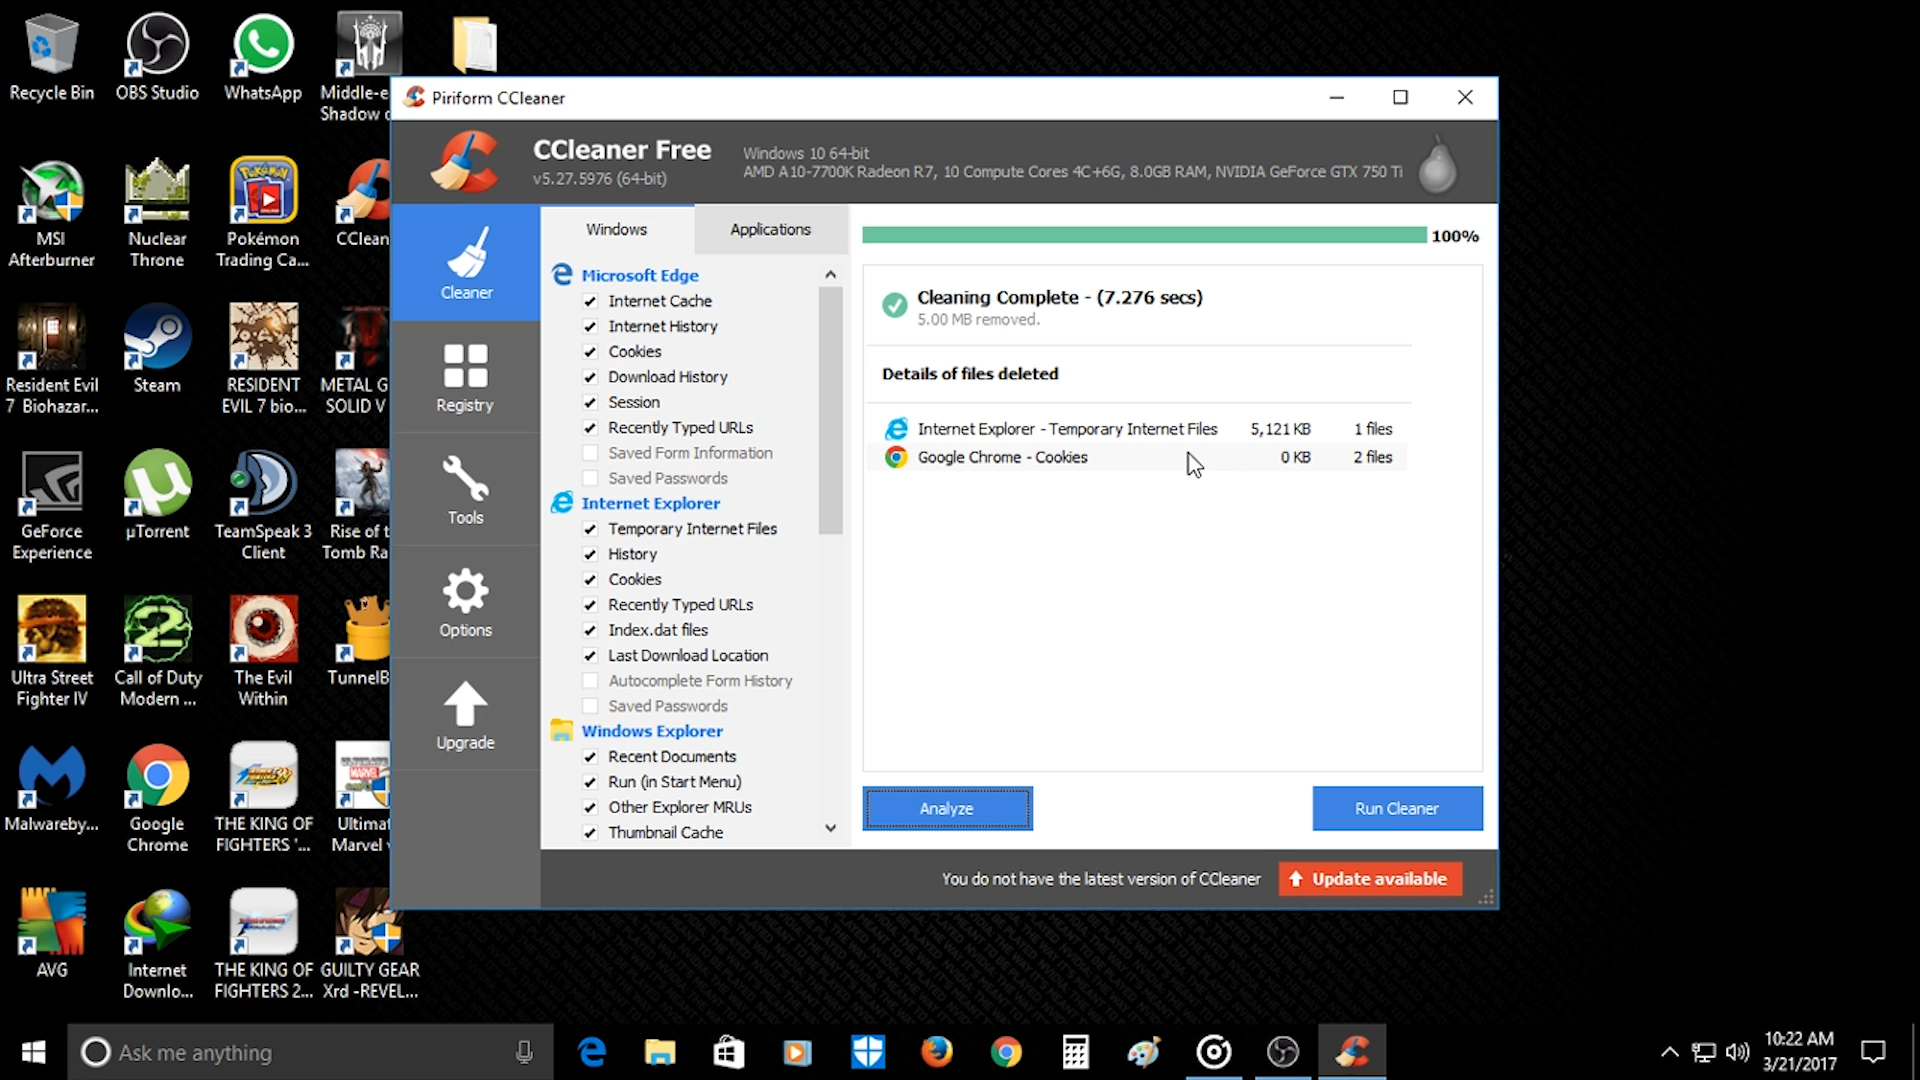 Recycle Bin
OBS Studio
WhatsApp
Middle-e
Shadow
MSI
Afterburner
Nuclear
Throne
Pokémon
Trading Ca...
CClean
Resident Evil
7 Biohazar...
Steam
RESIDENT
EVIL 7 bio...
METAL G
SOLID V
GeForce
Experience
µTorrent
TeamSpeak 3
Client
Rise of t
Tomb Ra
Ultra Street
Fighter IV
Call of Duty
Modern ...
The Evil
Within
TunnelB
Malwareby...
Google
Chrome
THE KING OF
FIGHTERS '...
Ultimat
Marvel
AVG
Internet
Downlo...
THE KING OF
FIGHTERS 2...
GUILTY GEAR
Xrd -REVEL...
Piriform CCleaner
CCleaner Free
v5.27.5976 (64-bit)
Windows 10 64-bit
AMD A10-7700K Radeon R7, 10 Compute Cores 4C+6G, 8.0GB RAM, NVIDIA GeForce GTX 750 Ti
Cleaner
Registry
Tools
Options
Upgrade
Windows
Applications
Microsoft Edge
Internet Cache
Internet History
Cookies
Download History
Session
Recently Typed URLs
Saved Form Information
Saved Passwords
Internet Explorer
Temporary Internet Files
History
Cookies
Recently Typed URLs
Index.dat files
Last Download Location
Autocomplete Form History
Saved Passwords
Windows Explorer
Recent Documents
Run (in Start Menu)
Other Explorer MRUs
Thumbnail Cache
100%
Cleaning Complete - (7.276 secs)
5.00 MB removed.
Details of files deleted
Internet Explorer - Temporary Internet Files 5,121 KB 1 files
Google Chrome - Cookies 0 KB 2 files
Analyze
Run Cleaner
You do not have the latest version of CCleaner
Update available
Ask me anything
10:22 AM
3/21/2017